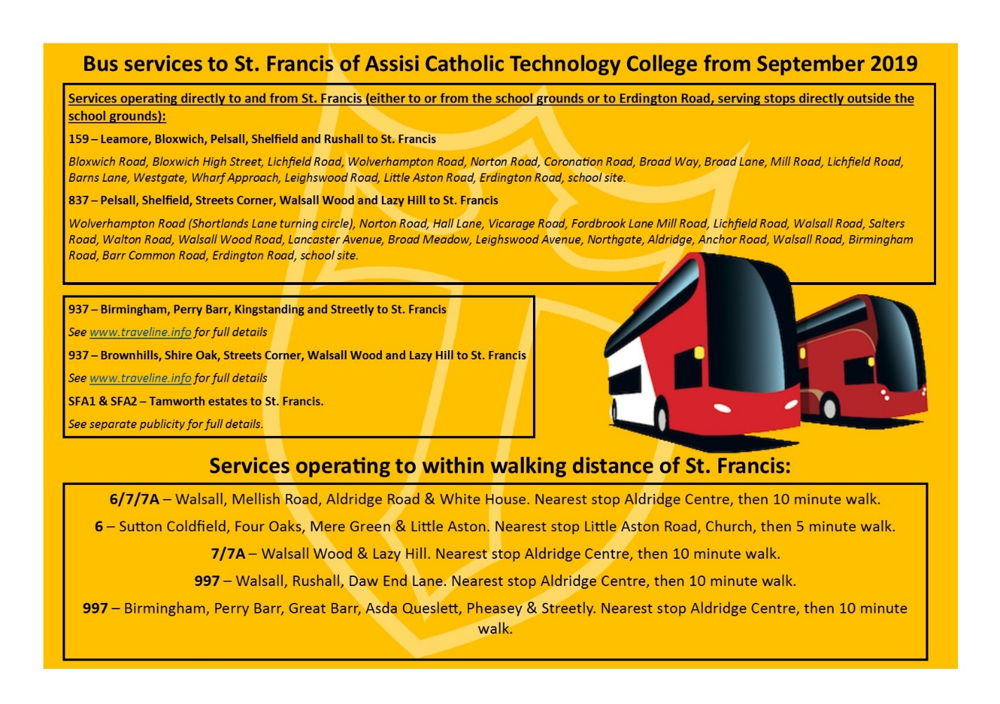 Bus services to St. Francis of Assisi Catholic Technology College from September 2019
Services operating directly to and from St. Francis (either to or from the school grounds or to Erdington Road, serving stops directly outside the
school grounds):
159 – Leamore, Bloxwich, Pelsall, Shelfield and Rushall to St. Francis
Bloxwich Road, Bloxwich High Street, Lichfield Road, Wolverhampton Road, Norton Road, Coronation Road, Broad Way, Broad Lane, Mill Road, Lichfield Road,
Barns Lane, Westgate, Wharf Approach, Leighswood Road, Little Aston Road, Erdington Road, school site.
837 – Pelsall, Shelfield, Streets Corner, Walsall Wood and Lazy Hill to St. Francis
Wolverhampton Road (Shortlands Lane turning circle), Norton Road, Hall Lane, Vicarage Road, Fordbrook Lane Mill Road, Lichfield Road, Walsall Road, Salters
Road, Walton Road, Walsall Wood Road, Lancaster Avenue, Broad Meadow, Leighswood Avenue, Northgate, Aldridge, Anchor Road, Walsall Road, Birmingham
Road, Barr Common Road, Erdington Road, school site.
937 – Birmingham, Perry Barr, Kingstanding and Streetly to St. Francis
See www.traveline.info for full details
937 – Brownhills, Shire Oak, Streets Corner, Walsall Wood and Lazy Hill to St. Francis
See www.traveline.info for full details
SFA1 & SFA2 – Tamworth estates to St. Francis.
See separate publicity for full details.
Services operating to within walking distance of St. Francis:
6/7/7A – Walsall, Mellish Road, Aldridge Road & White House. Nearest stop Aldridge Centre, then 10 minute walk.
6 – Sutton Coldfield, Four Oaks, Mere Green & Little Aston. Nearest stop Little Aston Road, Church, then 5 minute walk.
7/7A – Walsall Wood & Lazy Hill. Nearest stop Aldridge Centre, then 10 minute walk.
997 – Walsall, Rushall, Daw End Lane. Nearest stop Aldridge Centre, then 10 minute walk.
997 – Birmingham, Perry Barr, Great Barr, Asda Queslett, Pheasey & Streetly. Nearest stop Aldridge Centre, then 10 minute
walk.